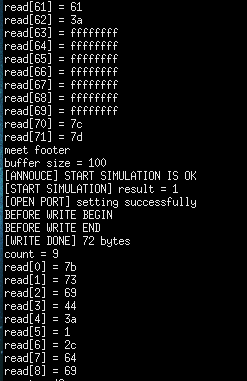 read[61] = 61
read[62] = 3a
read[63] = ffffffff
read[64] = ffffffff
read[65] = ffffffff
read[66] = ffffffff
read[67] = ffffffff
read[68] = ffffffff
read[69] = ffffffff
read[70] = 7c
read[71] = 7d
meet footer
buffer size = 100
[ANNOUCE] START SIMULATION IS OK
[START SIMULATION] result = 1
[OPEN PORT] setting successfully
BEFORE WRITE BEGIN
BEFORE WRITE END
[WRITE DONE] 72 bytes
count = 9
read[0] = 7b
read[1] = 73
read[2] = 69
read[3] = 44
read[4] = 3a
read[5] = 1
read[6] = 2c
read[7] = 64
read[8] = 69